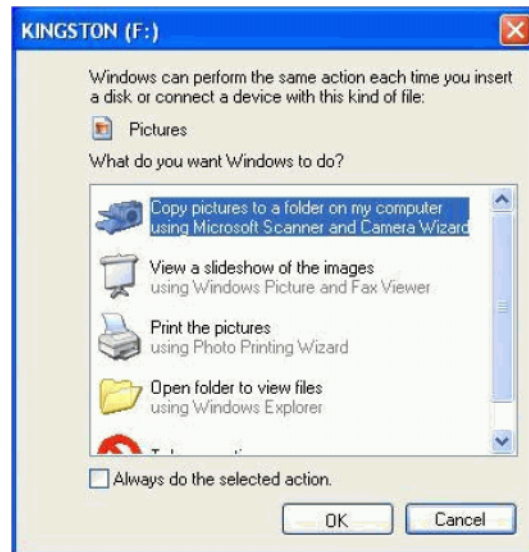 KINGSTON (F:)
Windows can perform the same action each time you insert
a disk or connect a device with this kind of file:
Pictures
What do you want Windows to do?
Copy pictures to a folder on my computer
using Microsoft Scanner and Camera Wizard
View a slideshow of the images
using Windows Picture and Fax Viewer
Print the pictures
using Photo Printing Wizard
Open folder to view files
using Windows Explorer
Always do the selected action.
OK
Cancel